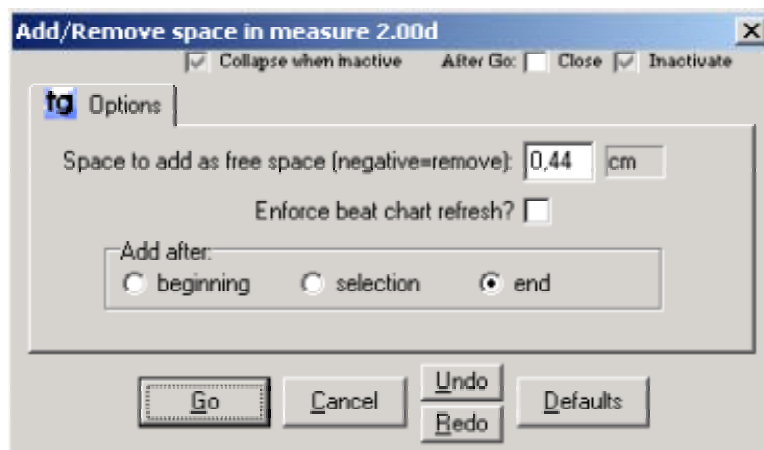 Add/Remove space in measure 2.00d
Collapse when inactive After Go: Close Inactivate
tg Options
Space to add as free space (negative=remove): 0,44 cm
Enforce beat chart refresh?
Add after:
beginning selection end
Go Cancel Undo Defaults
Redo